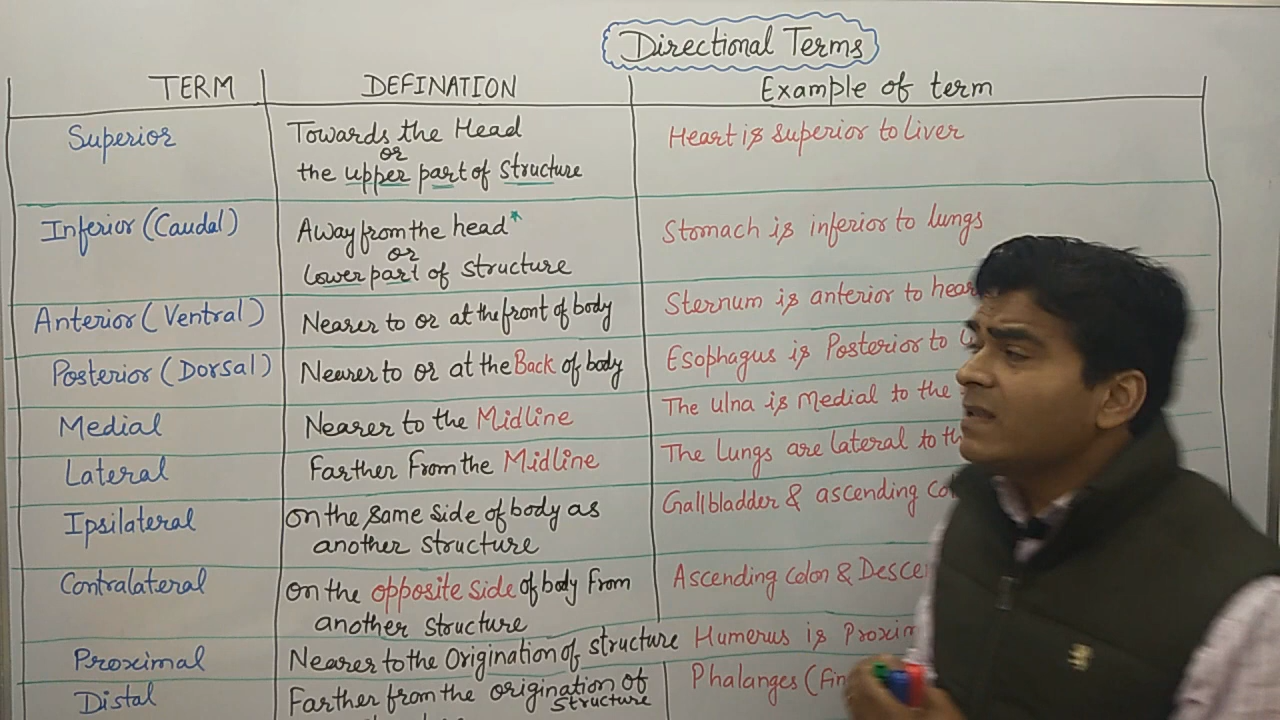 Directional Terms
TERM DEFINATION Example of term
Superior Towards the Head Heart is superior to liver
or
the upper part of structure
Inferior (Caudal) Away from the head* Stomach is inferior to lungs
or
lower part of structure
Anterior (Ventral) Nearer to or at the front of body Sternum is anterior to
Posterior (Dorsal) Nearer to or at the Back of body Esophagus is Posterior to
Medial Nearer to the Midline The ulna is Medial to the
Lateral Farther From the Midline The Lungs are lateral to
Ipsilateral on the same side of body as Gallbladder & ascending
another structure
Contralateral on the opposite side of body From Ascending Colon &
another structure
Proximal Nearer to the Origination of structure Humerus is
Distal Farther from the origination of Phalanges
structure